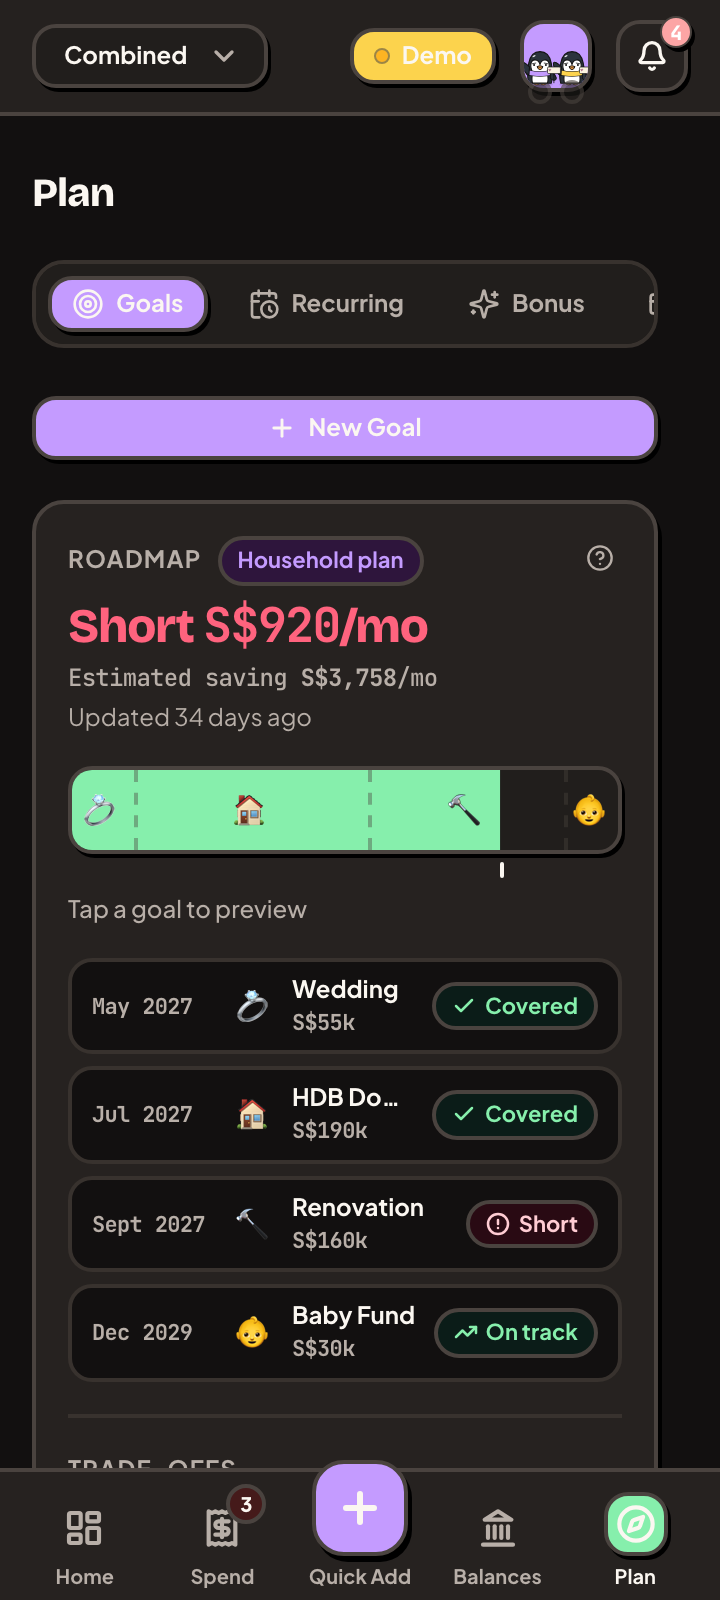 Combined
Demo
4
Plan
Goals
Recurring
Bonus
+ New Goal
ROADMAP
Household plan
Short S$920/mo
Estimated saving S$3,758/mo
Updated 34 days ago
Tap a goal to preview
May 2027
Wedding
S$55k
Covered
Jul 2027
HDB Do...
S$190k
Covered
Sept 2027
Renovation
S$160k
Short
Dec 2029
Baby Fund
S$30k
On track
TRADE-OFFS
3
Home
Spend
Quick Add
Balances
Plan